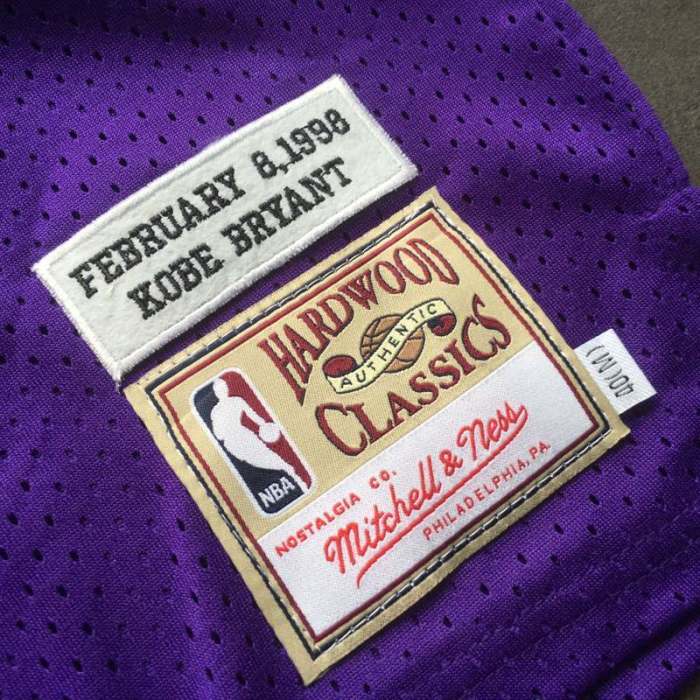 FEBRUARY 8,1998
KOBE BRYANT
HARDWOOD
AUTHENTIC
CLASSICS
NBA
NOSTALGIA CO.
Mitchell & Ness
PHILADELPHIA, PA.
40(M)